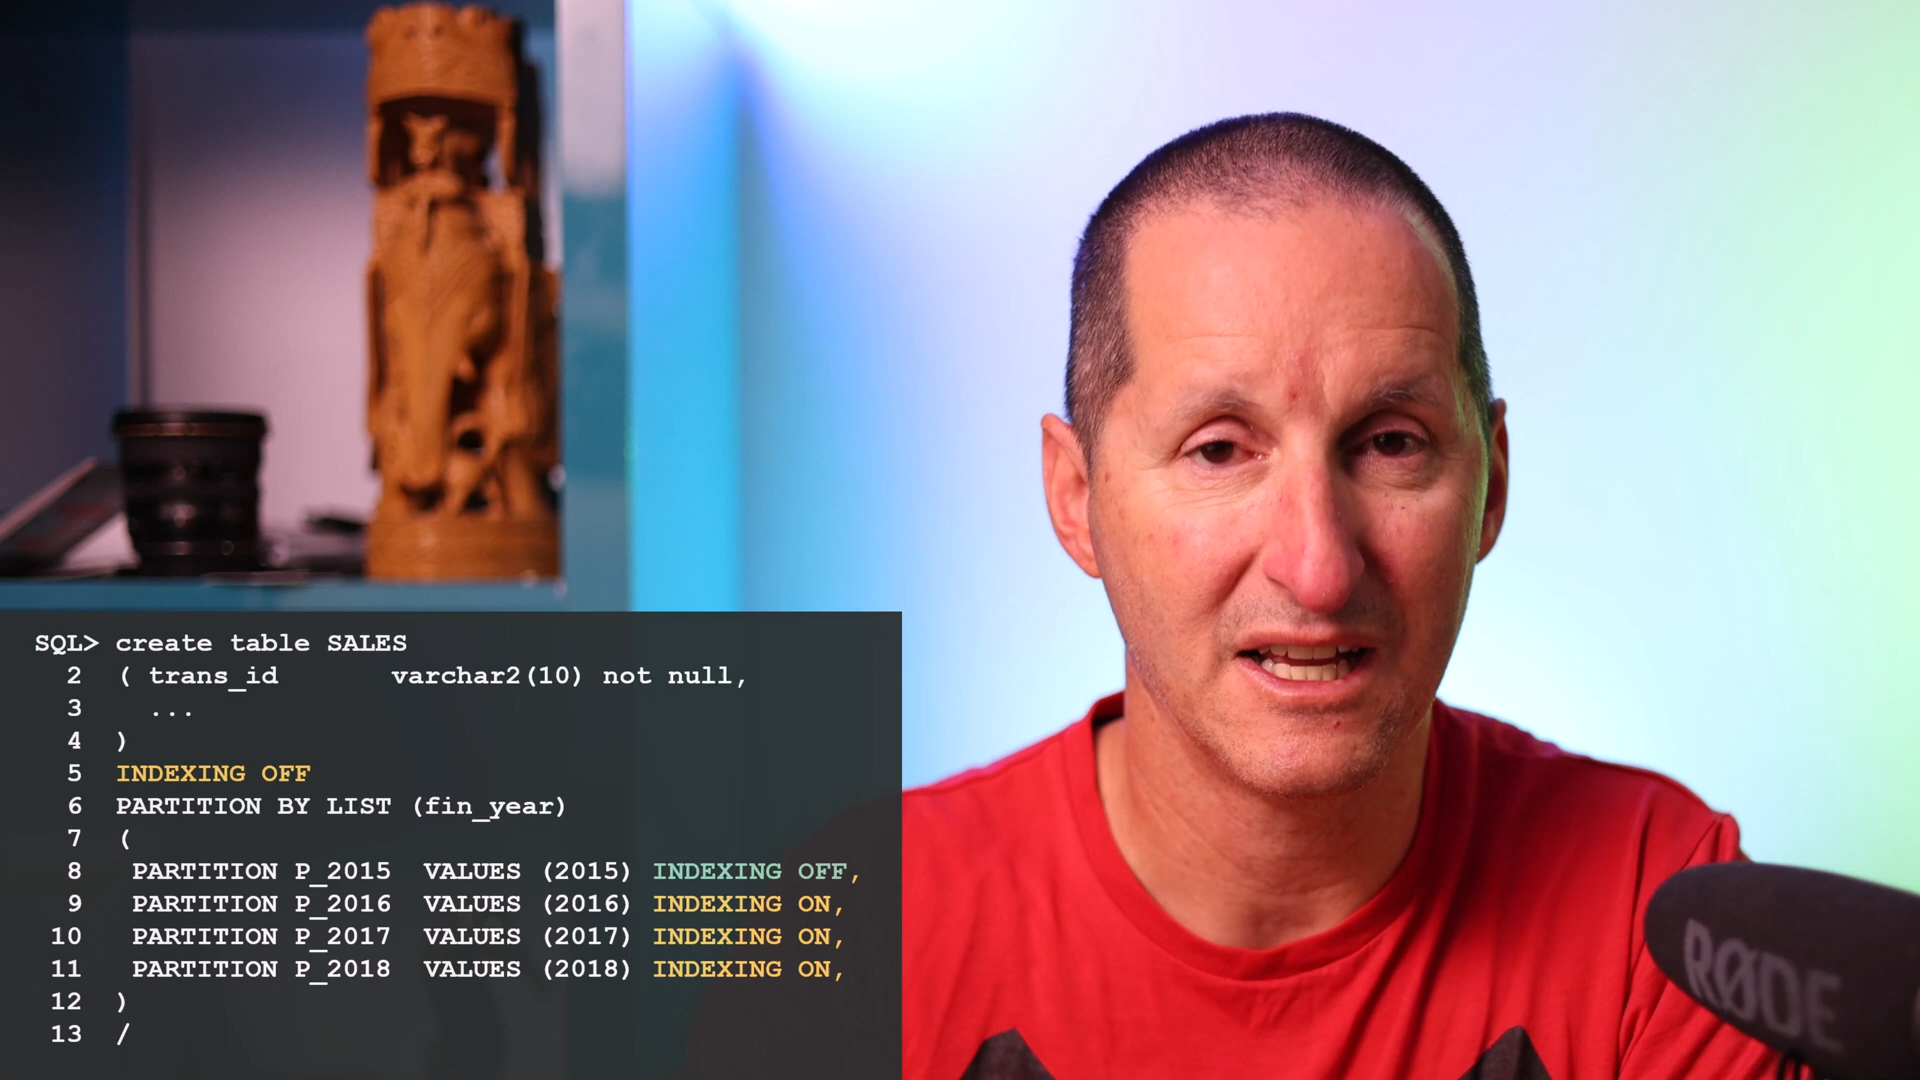 SQL> create table SALES
2 ( trans_id varchar2(10) not null,
3 ...
4 )
5 INDEXING OFF
6 PARTITION BY LIST (fin_year)
7 (
8 PARTITION P_2015 VALUES (2015) INDEXING OFF,
9 PARTITION P_2016 VALUES (2016) INDEXING ON,
10 PARTITION P_2017 VALUES (2017) INDEXING ON,
11 PARTITION P_2018 VALUES (2018) INDEXING ON,
12 )
13 /
RØDE